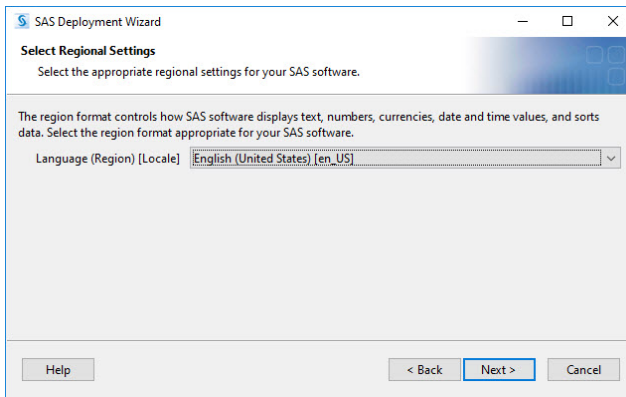 SAS Deployment Wizard
Select Regional Settings
Select the appropriate regional settings for your SAS software.
The region format controls how SAS software displays text, numbers, currencies, date and time values, and sorts
data. Select the region format appropriate for your SAS software.
Language (Region) [Locale] English (United States) [en_US]
Help < Back Next > Cancel